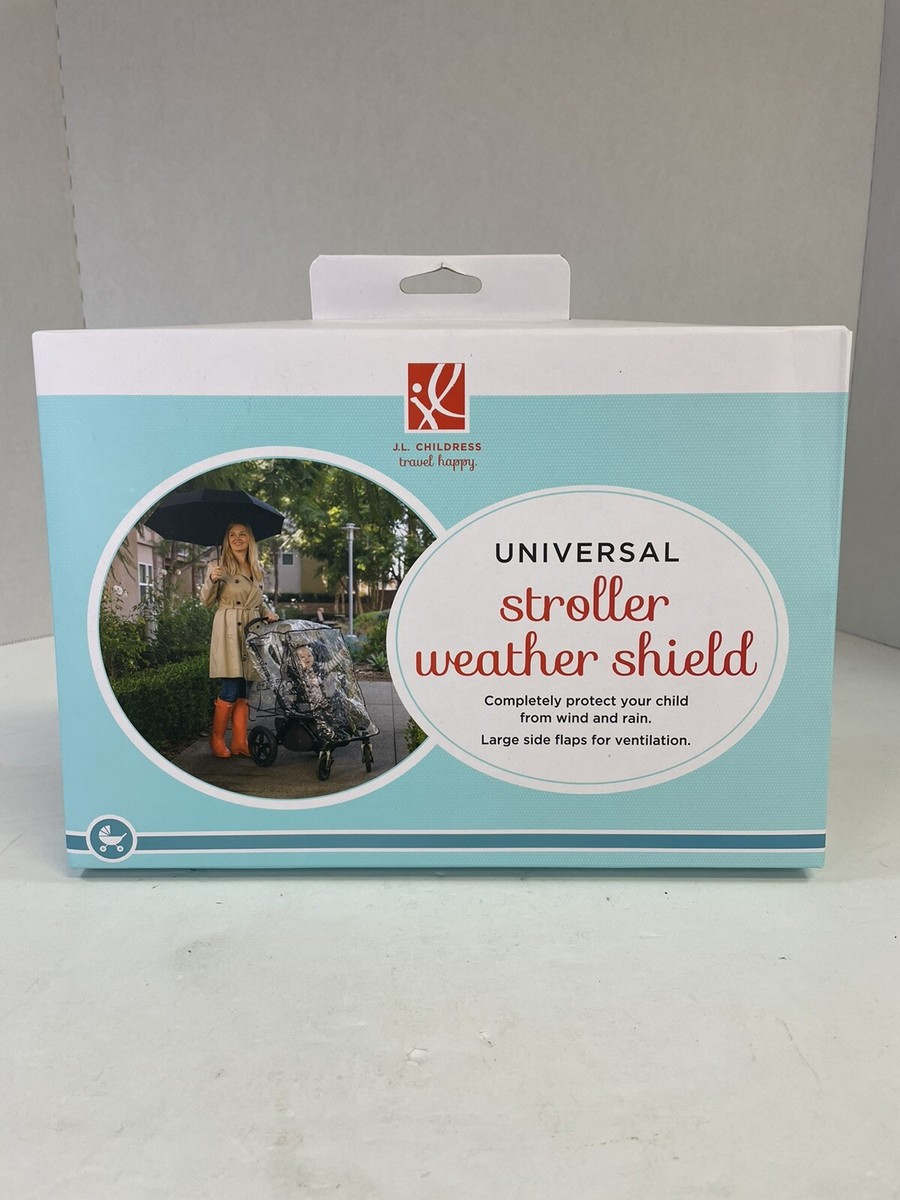 J.L. CHILDRESS
travel happy.
UNIVERSAL
stroller
weather shield
Completely protect your child
from wind and rain.
Large side flaps for ventilation.